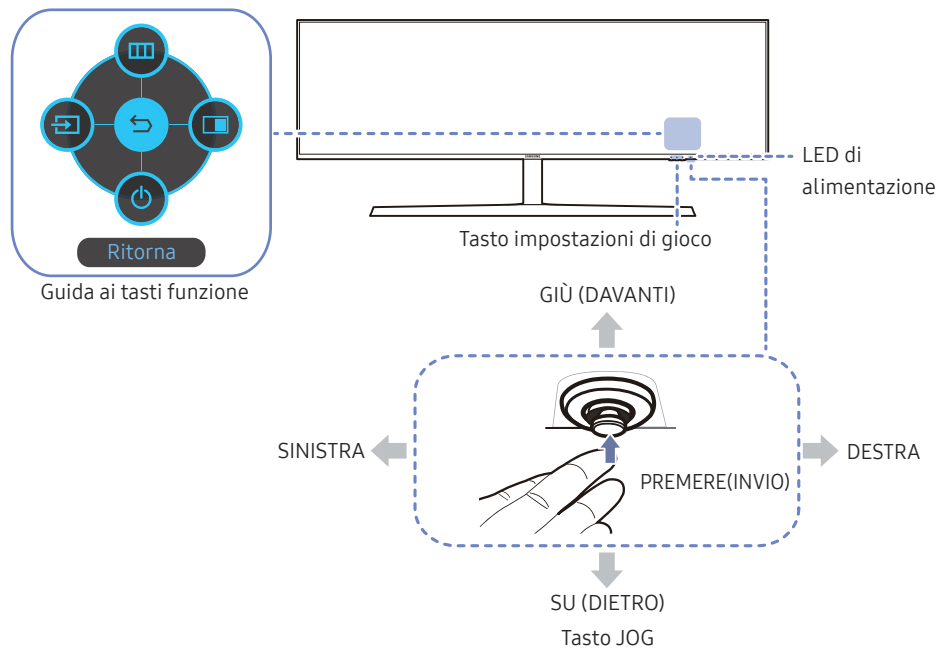 Ritorna
Guida ai tasti funzione
SAMSUNG
LED di
alimentazione
Tasto impostazioni di gioco
GIÙ (DAVANTI)
SINISTRA
DESTRA
PREMERE(INVIO)
SU (DIETRO)
Tasto JOG